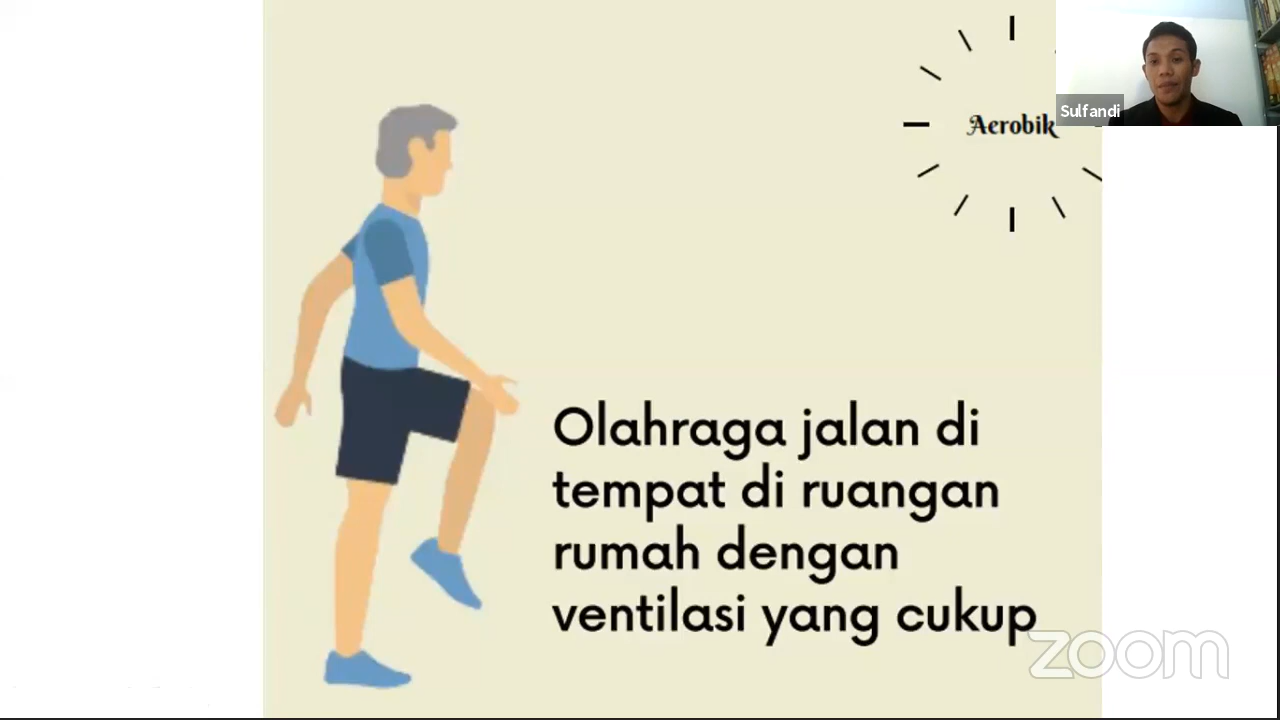 Aerobik
Sulfandi
Olahraga jalan di
tempat di ruangan
rumah dengan
ventilasi yang cukup
zoom